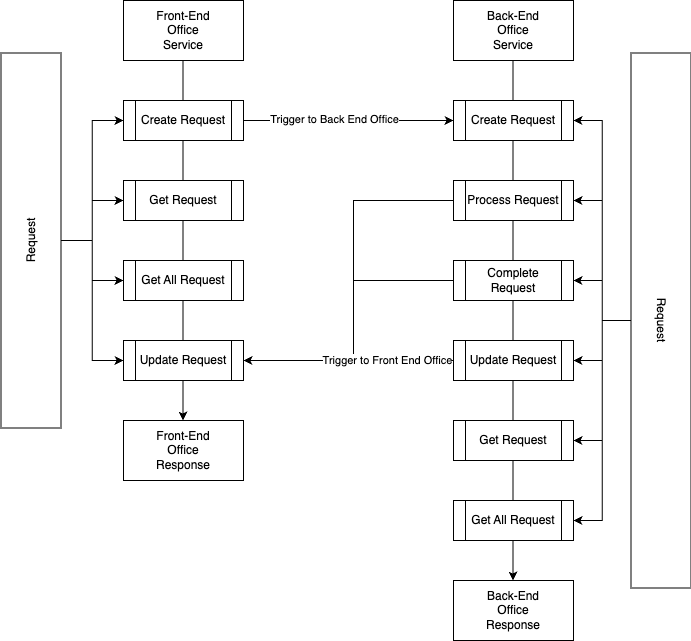 Front-End
Office
Service
Back-End
Office
Service
Request
Create Request
Trigger to Back End Office
Create Request
Get Request
Process Request
Get All Request
Complete
Request
Request
Update Request
Trigger to Front End Office
Update Request
Front-End
Office
Response
Get Request
Get All Request
Back-End
Office
Response